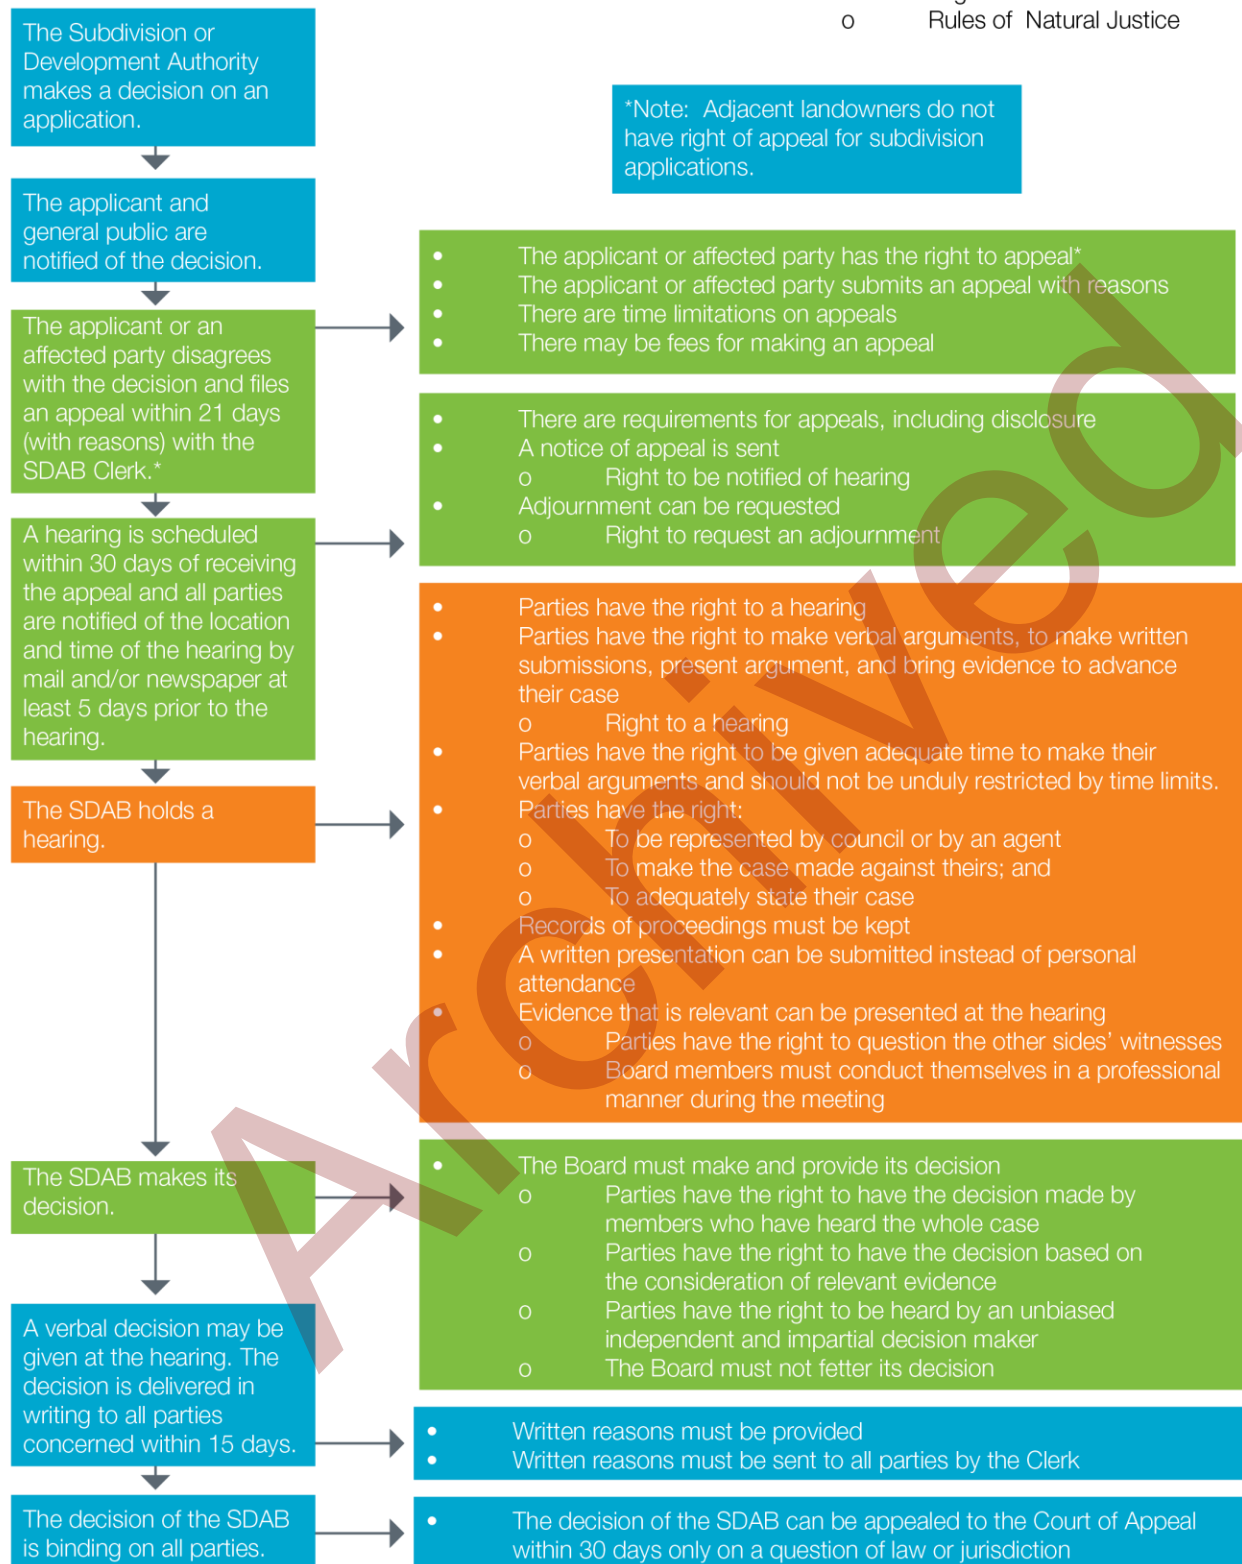 o Rules of Natural Justice
The Subdivision or
Development Authority
makes a decision on an
application.
*Note: Adjacent landowners do not
have right of appeal for subdivision
applications.
The applicant and
general public are
notified of the decision.
• The applicant or affected party has the right to appeal*
• The applicant or affected party submits an appeal with reasons
• There are time limitations on appeals
• There may be fees for making an appeal
The applicant or an
affected party disagrees
with the decision and files
an appeal within 21 days
(with reasons) with the
SDAB Clerk.*
• There are requirements for appeals, including disclosure
• A notice of appeal is sent
o Right to be notified of hearing
• Adjournment can be requested
o Right to request an adjournment
A hearing is scheduled
within 30 days of receiving
the appeal and all parties
are notified of the location
and time of the hearing by
mail and/or newspaper at
least 5 days prior to the
hearing.
• Parties have the right to a hearing
• Parties have the right to make verbal arguments, to make written
submissions, present argument, and bring evidence to advance
their case
o Right to a hearing
• Parties have the right to be given adequate time to make their
verbal arguments and should not be unduly restricted by time limits.
• Parties have the right:
o To be represented by council or by an agent
o To make the case made against theirs; and
o To adequately state their case
• Records of proceedings must be kept
• A written presentation can be submitted instead of personal
attendance
• Evidence that is relevant can be presented at the hearing
o Parties have the right to question the other sides' witnesses
o Board members must conduct themselves in a professional
manner during the meeting
The SDAB holds a
hearing.
The SDAB makes its
decision.
• The Board must make and provide its decision
o Parties have the right to have the decision made by
members who have heard the whole case
o Parties have the right to have the decision based on
the consideration of relevant evidence
o Parties have the right to be heard by an unbiased
independent and impartial decision maker
o The Board must not fetter its decision
A verbal decision may be
given at the hearing. The
decision is delivered in
writing to all parties
concerned within 15 days.
• Written reasons must be provided
• Written reasons must be sent to all parties by the Clerk
The decision of the SDAB
is binding on all parties.
• The decision of the SDAB can be appealed to the Court of Appeal
within 30 days only on a question of law or jurisdiction
Archived